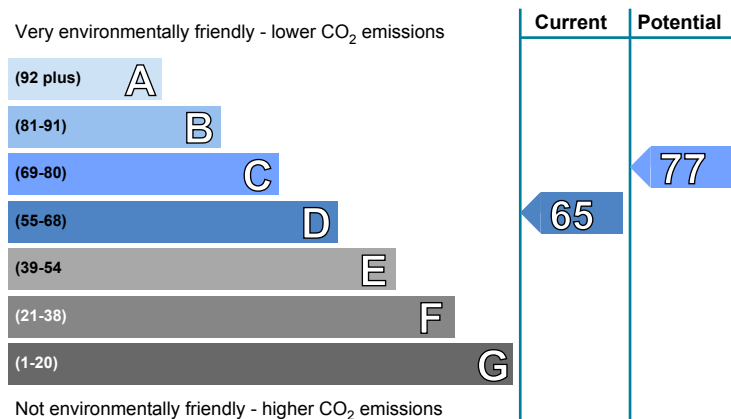 Current Potential
Very environmentally friendly - lower CO₂ emissions
(92 plus) A
(81-91) B
(69-80) C
77
(55-68) D
65
(39-54 E
(21-38) F
(1-20) G
Not environmentally friendly - higher CO₂ emissions